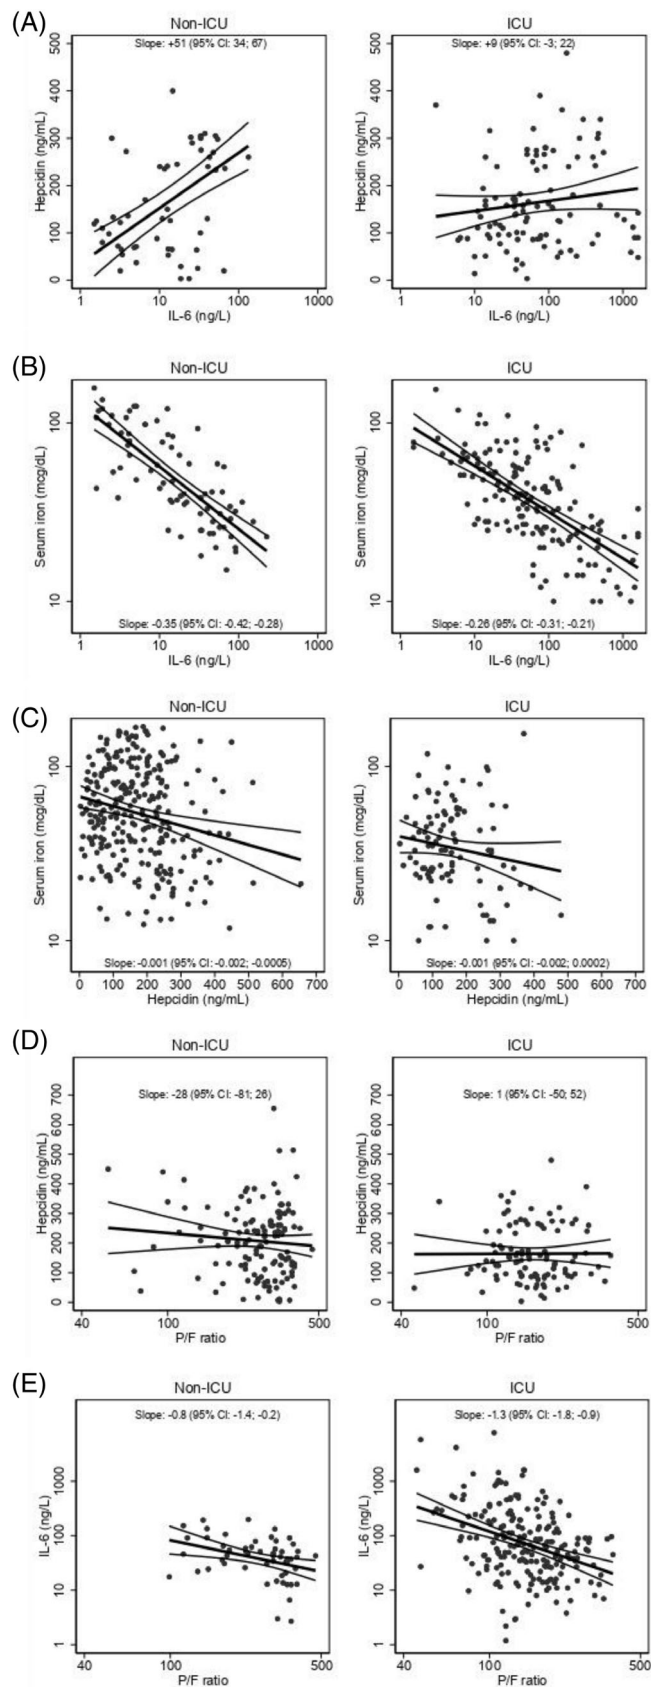 (A)
Non-ICU
ICU
Slope: +51 (95% CI: 34; 67)
Slope: +9 (95% CI: -3; 22)
Hepcidin (ng/mL)
0 100 200 300 400 500
1 10 100 1000
IL-6 (ng/L)
Hepcidin (ng/mL)
0 100 200 300 400 500
1 10 100 1000
IL-6 (ng/L)
(B)
Non-ICU
ICU
Serum iron (mcg/dL)
10 100
Slope: -0.35 (95% CI: -0.42; -0.28)
1 10 100 1000
IL-6 (ng/L)
Serum iron (mcg/dL)
10 100
Slope: -0.26 (95% CI: -0.31; -0.21)
1 10 100 1000
IL-6 (ng/L)
(C)
Non-ICU
ICU
Serum iron (mcg/dL)
10 100
Slope: -0.001 (95% CI: -0.002; -0.0005)
0 100 200 300 400 500 600 700
Hepcidin (ng/mL)
Serum iron (mcg/dL)
10 100
Slope: -0.001 (95% CI: -0.002; 0.0002)
0 100 200 300 400 500 600 700
Hepcidin (ng/mL)
(D)
Non-ICU
ICU
Slope: -28 (95% CI: -81; 26)
Slope: 1 (95% CI: -50; 52)
Hepcidin (ng/mL)
0 100 200 300 400 500 600 700
40 100 500
P/F ratio
Hepcidin (ng/mL)
0 100 200 300 400 500 600 700
40 100 500
P/F ratio
(E)
Non-ICU
ICU
Slope: -0.8 (95% CI: -1.4; -0.2)
Slope: -1.3 (95% CI: -1.8; -0.9)
IL-6 (ng/L)
1 10 100 1000
40 100 500
P/F ratio
IL-6 (ng/L)
1 10 100 1000
40 100 500
P/F ratio